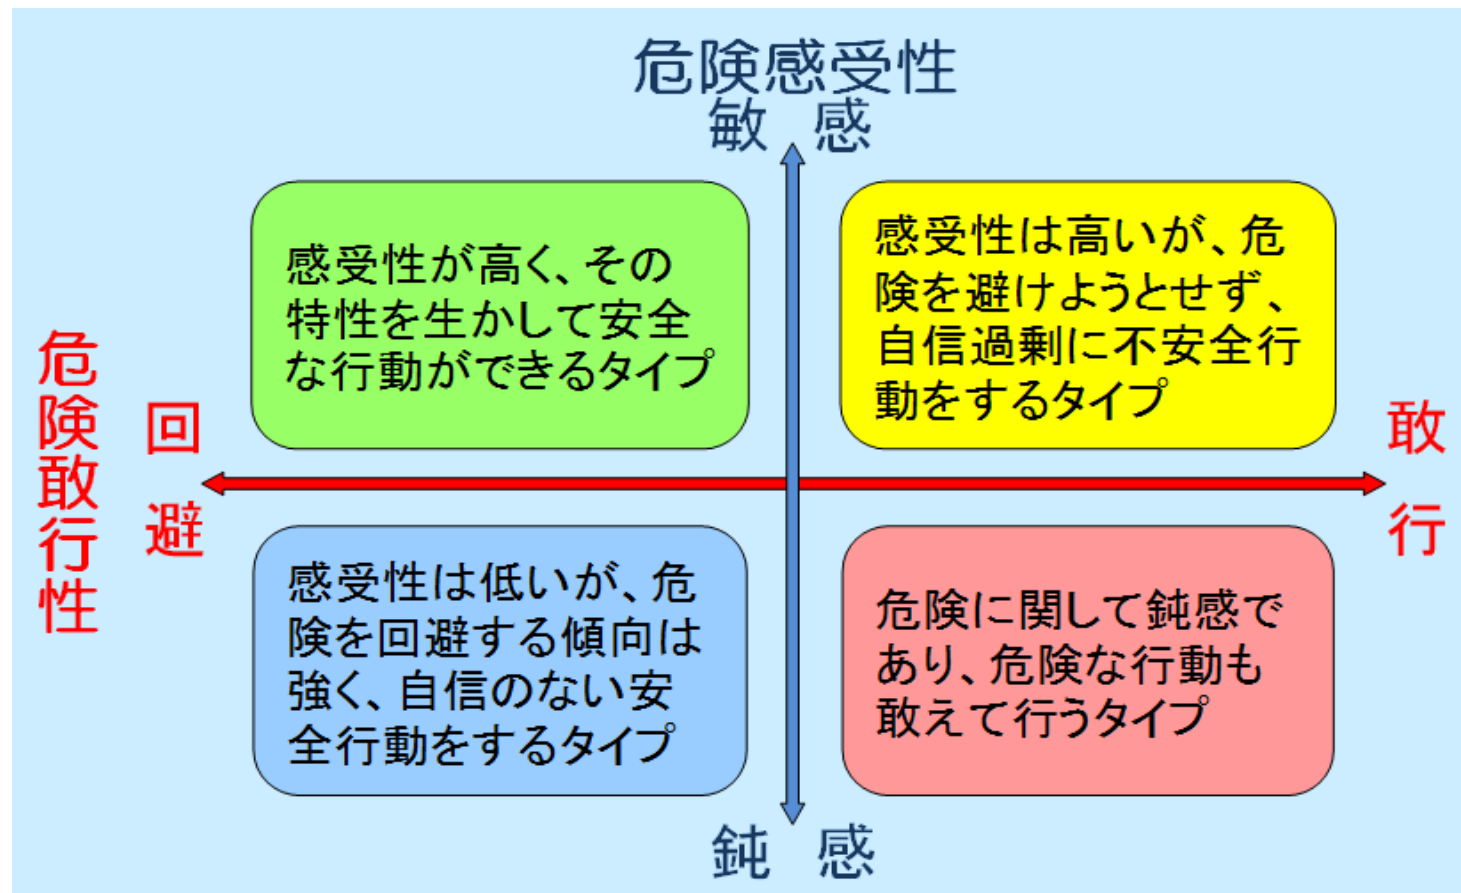 危険感受性
敏 感
感受性が高く、その
特性を生かして安全
な行動ができるタイプ
感受性は高いが、危
険を避けようとせず、
自信過剰に不安全行
動をするタイプ
危険敢行性
回避
敢行
感受性は低いが、危
険を回避する傾向は
強く、自信のない安
全行動をするタイプ
危険に関して鈍感で
あり、危険な行動も
敢えて行うタイプ
鈍 感